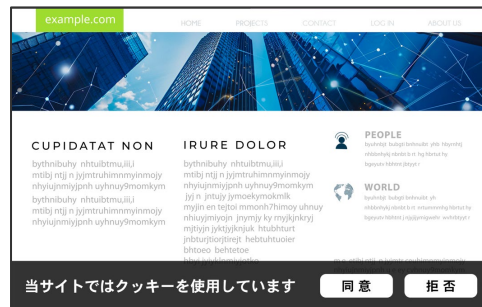 example.com
HOME PROJECTS CONTACT LOG IN ABOUT US
CUPIDATAT NON
bythnibuhy nhtuibtmu,iii,i
mtibj ntjj n jyjmtruhimnmyinmojy
nhyiujnmiyjpnh uyhnuy9momkym
bythnibuhy nhtuibtmu,iii,i
mtibj ntjj n jyjmtruhimnmyinmojy
nhyiujnmiyjpnh uyhnuy9momkym
IRURE DOLOR
bythnibuhy nhtuibtmu,iii,i
mtibj ntjj n jyjmtruhimnmyinmojy
nhyiujnmiyjpnh uyhnuy9momkym
jyj n jntujy jymoekymokmik
myjin en tejtoi mmonh7himoy uhnuy
nhiuyjmiyojn jnymjy ky myjkjnkryj
mjtiyjn jyktjyjknjuk htubhturt
jnbturjtiorjtirejt hebtuhtuoier
bhtoeo behtetoe
PEOPLE
WORLD
当サイトではクッキーを使用しています
同意 拒否